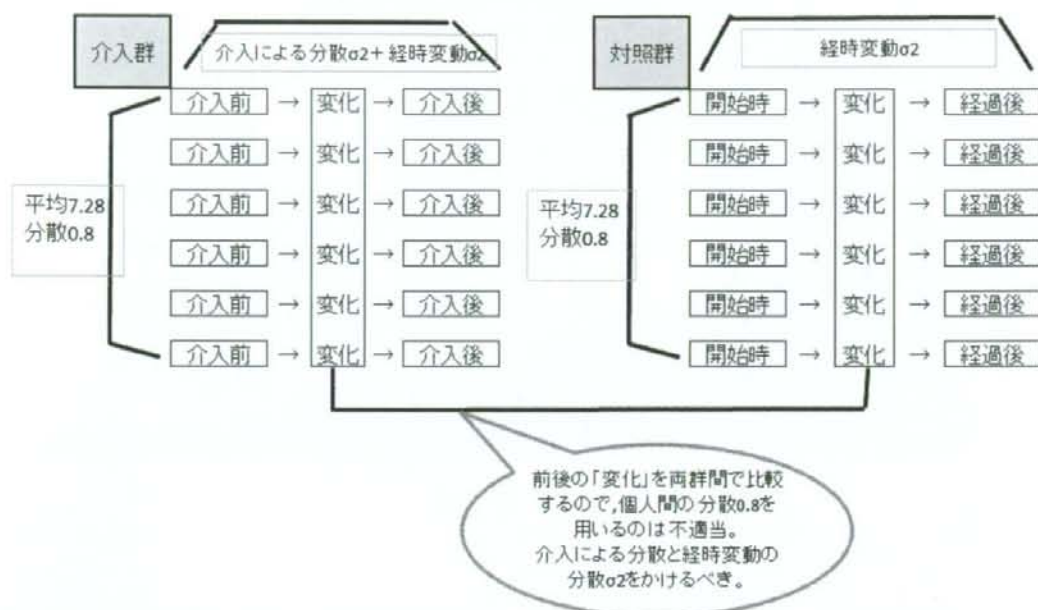 介入群
介入による分散σ2+ 経時変動σ2
対照群
経時変動σ2
介入前 → 変化 → 介入後
介入前 → 変化 → 介入後
介入前 → 変化 → 介入後
介入前 → 変化 → 介入後
介入前 → 変化 → 介入後
介入前 → 変化 → 介入後
平均7.28
分散0.8
開始時 → 変化 → 経過後
開始時 → 変化 → 経過後
開始時 → 変化 → 経過後
開始時 → 変化 → 経過後
開始時 → 変化 → 経過後
開始時 → 変化 → 経過後
平均7.28
分散0.8
前後の「変化」を両群間で比較
するので,個人間の分散0.8を
用いるのは不適当。
介入による分散と経時変動の
分散σ2をかけるべき。